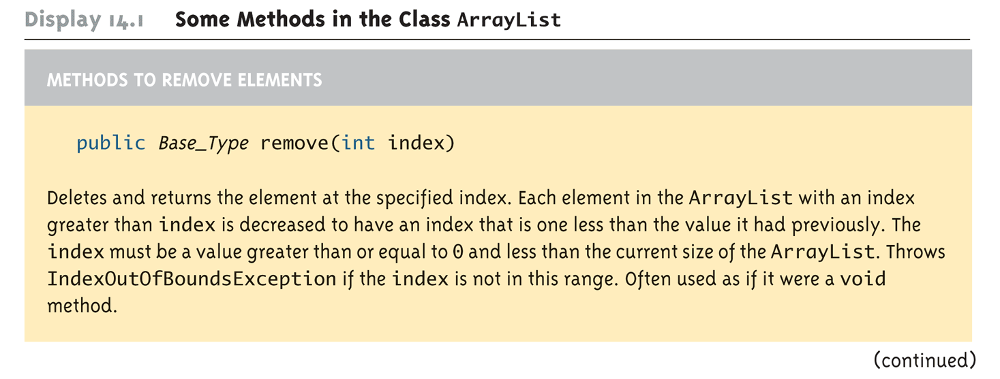 Display 14.1 Some Methods in the Class ArrayList
METHODS TO REMOVE ELEMENTS
public Base_Type remove(int index)
Deletes and returns the element at the specified index. Each element in the ArrayList with an index
greater than index is decreased to have an index that is one less than the value it had previously. The
index must be a value greater than or equal to 0 and less than the current size of the ArrayList. Throws
IndexOutOfBoundsException if the index is not in this range. Often used as if it were a void
method.
(continued)